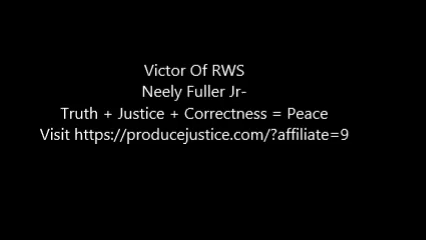 Victor Of RWS
Neely Fuller Jr-
Truth + Justice + Correctness = Peace
Visit https://producejustice.com/?affiliate=9